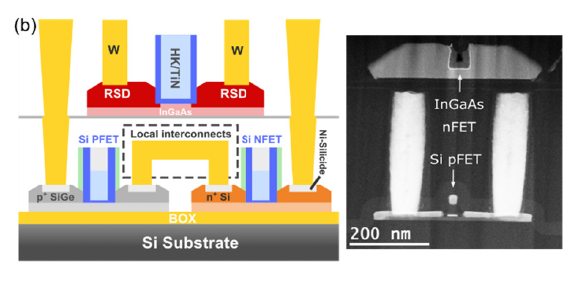 (b)
W
HK/TiN
W
RSD
RSD
InGaAs
Local interconnects
Si PFET
Si NFET
Ni-Silicide
p⁺ SiGe
n⁺ Si
BOX
Si Substrate
InGaAs
nFET
Si pFET
200 nm